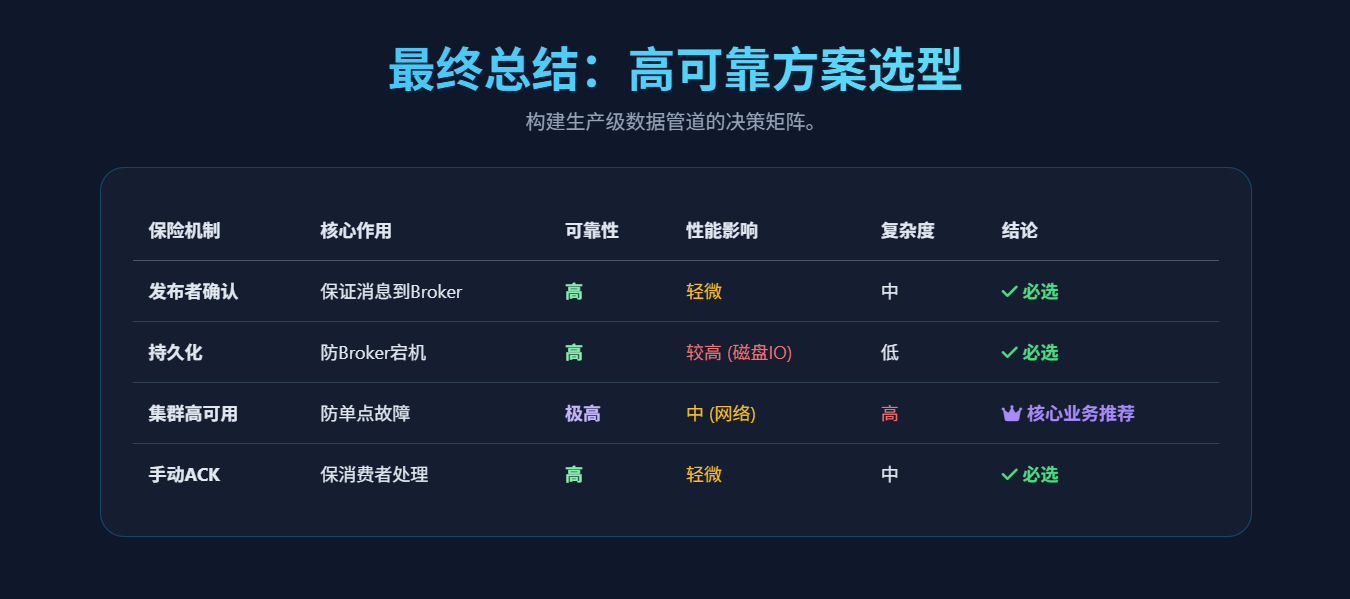 最终总结：高可靠方案选型
构建生产级数据管道的决策矩阵。
保险机制 核心作用 可靠性 性能影响 复杂度 结论
发布者确认 保证消息到Broker 高 轻微 中 必选
持久化 防Broker宕机 高 较高 (磁盘IO) 低 必选
集群高可用 防单点故障 极高 中 (网络) 高 核心业务推荐
手动ACK 保消费者处理 高 轻微 中 必选